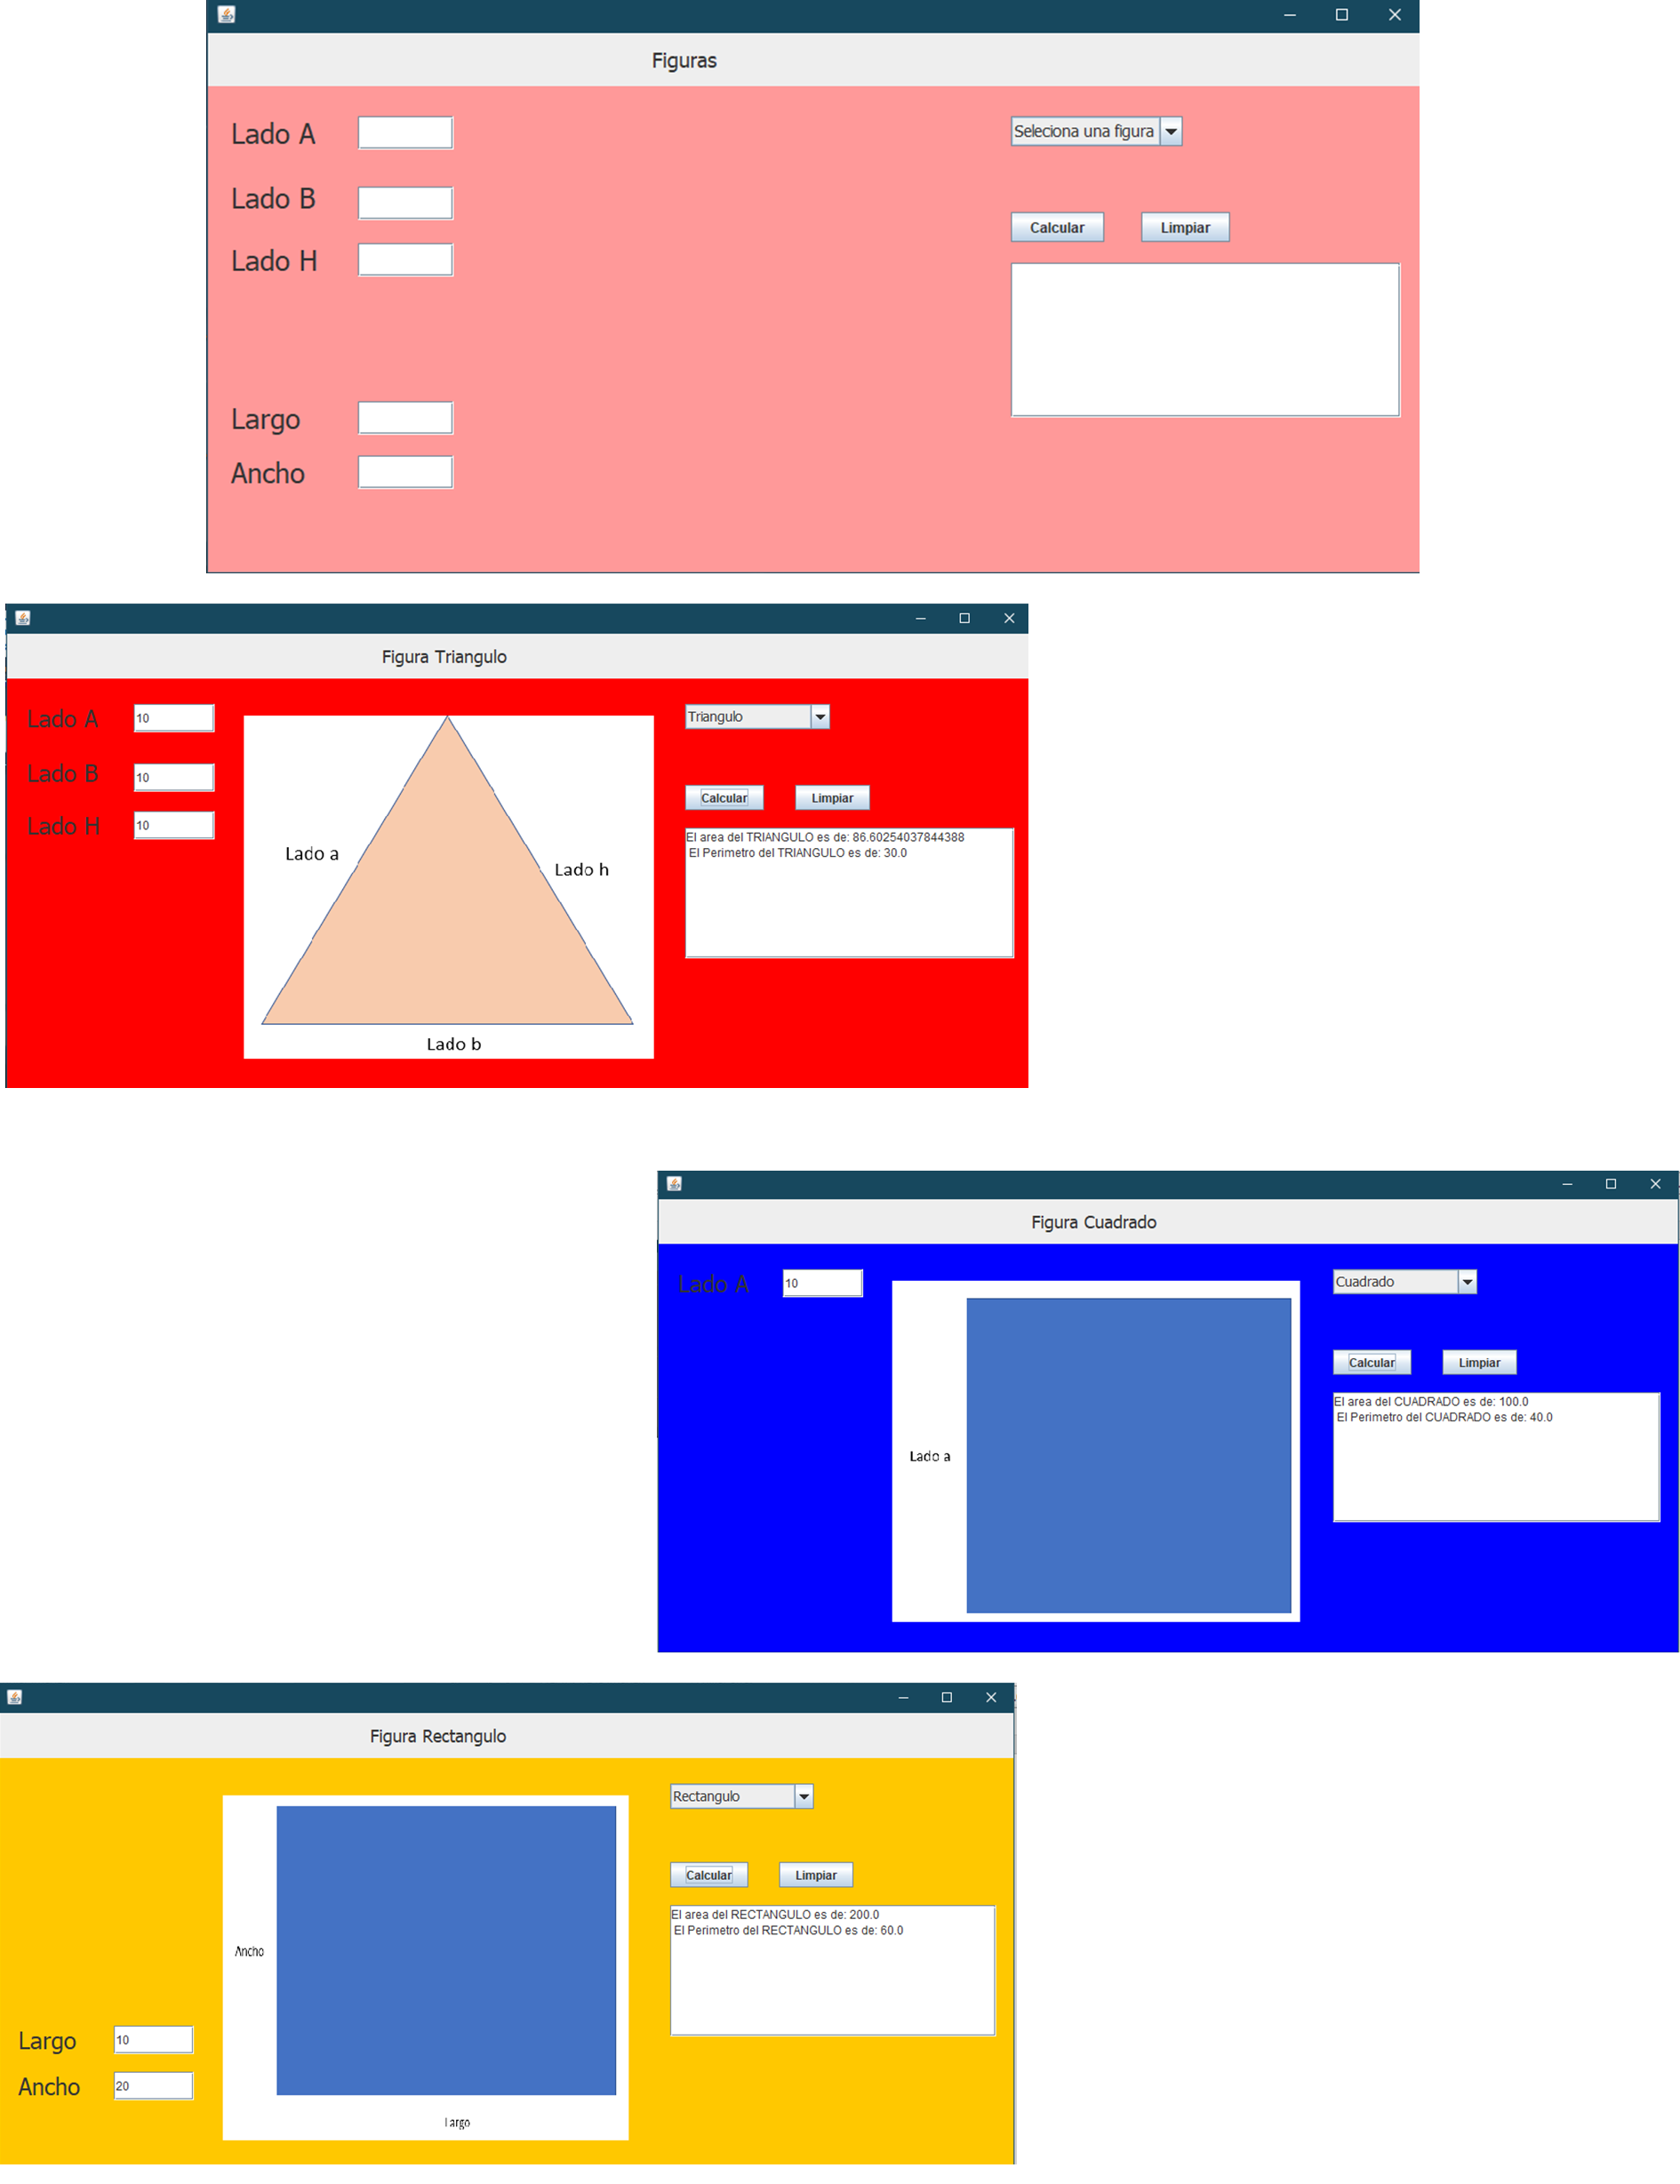 Figuras
Lado A
Seleciona una figura
Lado B
Calcular Limpiar
Lado H
Largo
Ancho
Figura Triangulo
Lado A 10
Triangulo
Lado B 10
Calcular Limpiar
Lado H 10
El area del TRIANGULO es de: 86.60254037844388
El Perimetro del TRIANGULO es de: 30.0
Lado a
Lado h
Lado b
Figura Cuadrado
Lado A 10
Cuadrado
Calcular Limpiar
El area del CUADRADO es de: 100.0
El Perimetro del CUADRADO es de: 40.0
Lado a
Figura Rectangulo
Rectangulo
Calcular Limpiar
El area del RECTANGULO es de: 200.0
El Perimetro del RECTANGULO es de: 60.0
Ancho
Largo 10
Ancho 20
Largo